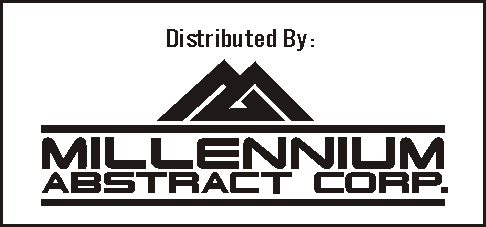 Distributed By:
MILLENNIUM
ABSTRACT CORP.